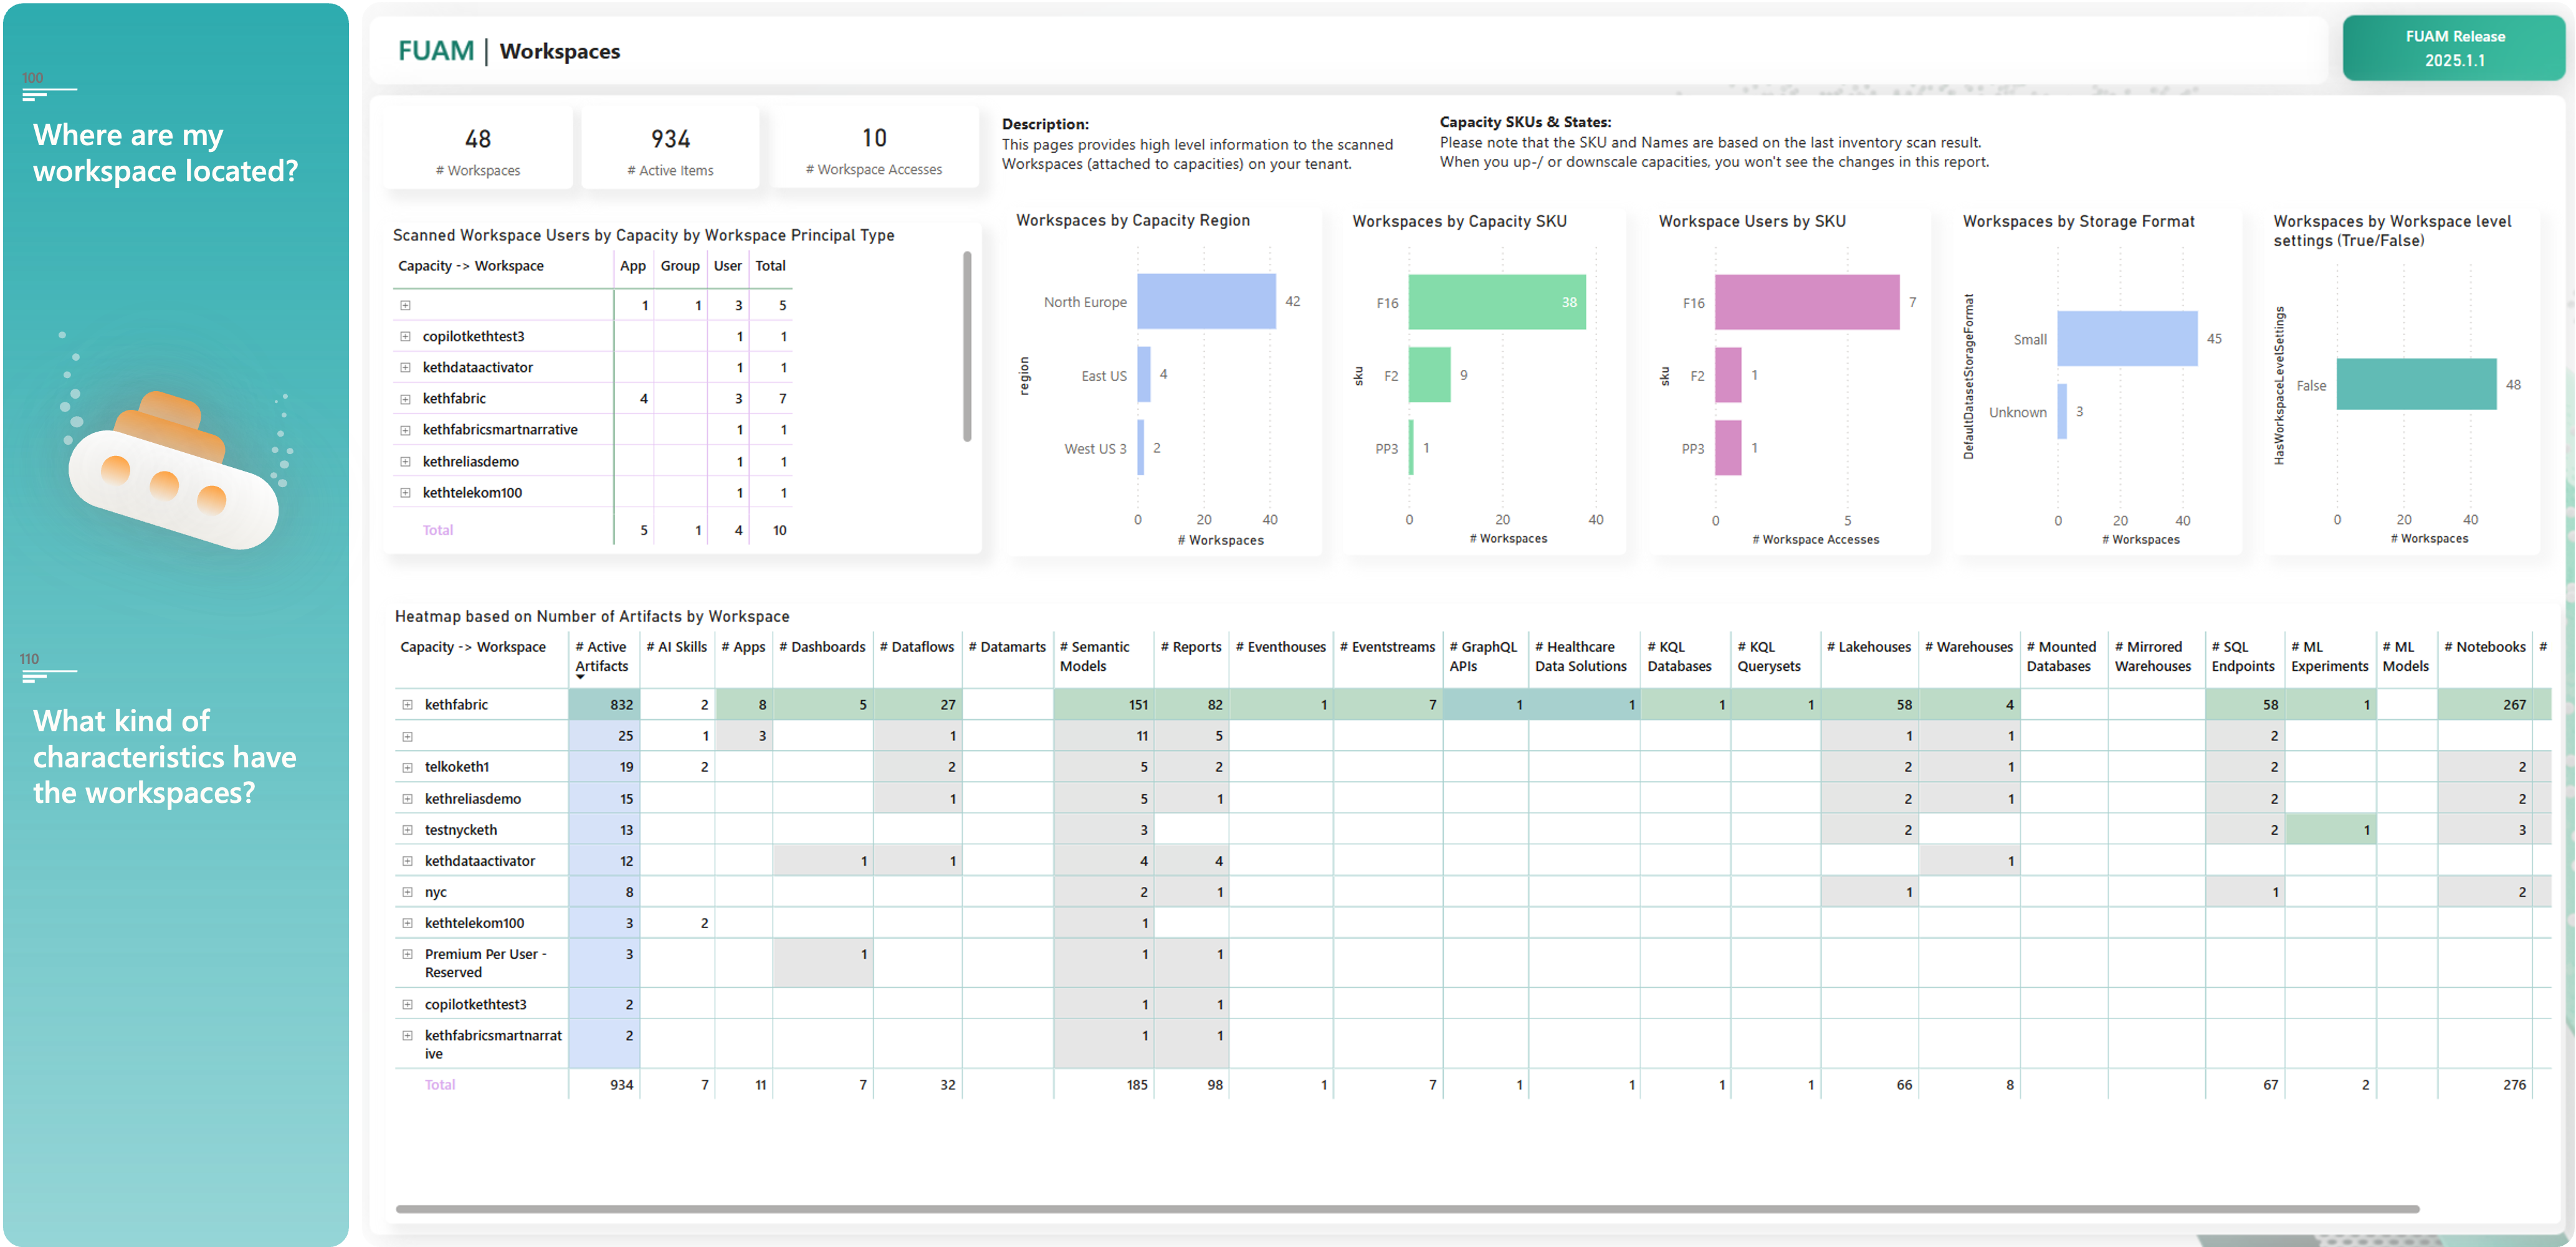 100
Where are my
workspace located?
110
What kind of
characteristics have
the workspaces?
FUAM | Workspaces
FUAM Release
2025.1.1
48
# Workspaces
934
# Active Items
10
# Workspace Accesses
Description:
This pages provides high level information to the scanned
Workspaces (attached to capacities) on your tenant.
Capacity SKUs & States:
Please note that the SKU and Names are based on the last inventory scan result.
When you up-/ or downscale capacities, you won't see the changes in this report.
Scanned Workspace Users by Capacity by Workspace Principal Type
Capacity -> Workspace App Group User Total
1 1 3 5
copilotkethtest3 1 1
kethdataactivator 1 1
kethfabric 4 3 7
kethfabricsmartnarrative 1 1
kethreliasdemo 1 1
kethtelekom100 1 1
Total 5 1 4 10
Workspaces by Capacity Region
region
North Europe 42
East US 4
West US 3 2
0 20 40
# Workspaces
Workspaces by Capacity SKU
sku
F16 38
F2 9
PP3 1
0 20 40
# Workspaces
Workspace Users by SKU
sku
F16 7
F2 1
PP3 1
0 5
# Workspace Accesses
Workspaces by Storage Format
DefaultDatasetStorageFormat
Small 45
Unknown 3
0 20 40
# Workspaces
Workspaces by Workspace level
settings (True/False)
HasWorkspaceLevelSettings
False 48
0 20 40
# Workspaces
Heatmap based on Number of Artifacts by Workspace
Capacity -> Workspace # Active Artifacts # AI Skills # Apps # Dashboards # Dataflows # Datamarts # Semantic Models # Reports # Eventhouses # Eventstreams # GraphQL APIs # Healthcare Data Solutions # KQL Databases # KQL Querysets # Lakehouses # Warehouses # Mounted Databases # Mirrored Warehouses # SQL Endpoints # ML Experiments # ML Models # Notebooks #
kethfabric 832 2 8 5 27 151 82 1 7 1 1 1 1 58 4 58 1 267
25 1 3 1 11 5 1 1 2
telkoketh1 19 2 2 5 2 2 1 2 2
kethreliasdemo 15 1 5 1 2 1 2 2
testnycketh 13 3 2 2 1 3
kethdataactivator 12 1 1 4 4 1
nyc 8 2 1 1 1 2
kethtelekom100 3 2 1
Premium Per User -
Reserved 3 1 1 1
copilotkethtest3 2 1 1
kethfabricsmartnarrat
ive 2 1 1
Total 934 7 11 7 32 185 98 1 7 1 1 1 1 66 8 67 2 276